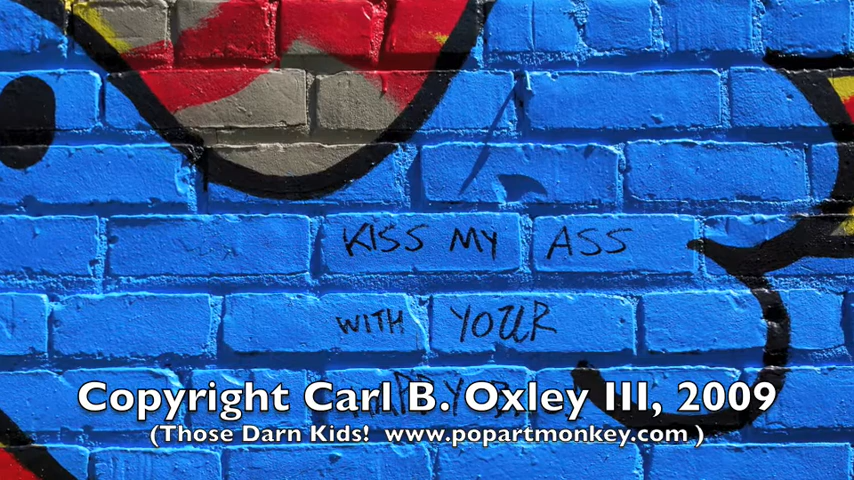 KISS MY ASS
WITH YOUR
Copyright Carl B. Oxley III, 2009
(Those Darn Kids! www.popartmonkey.com )